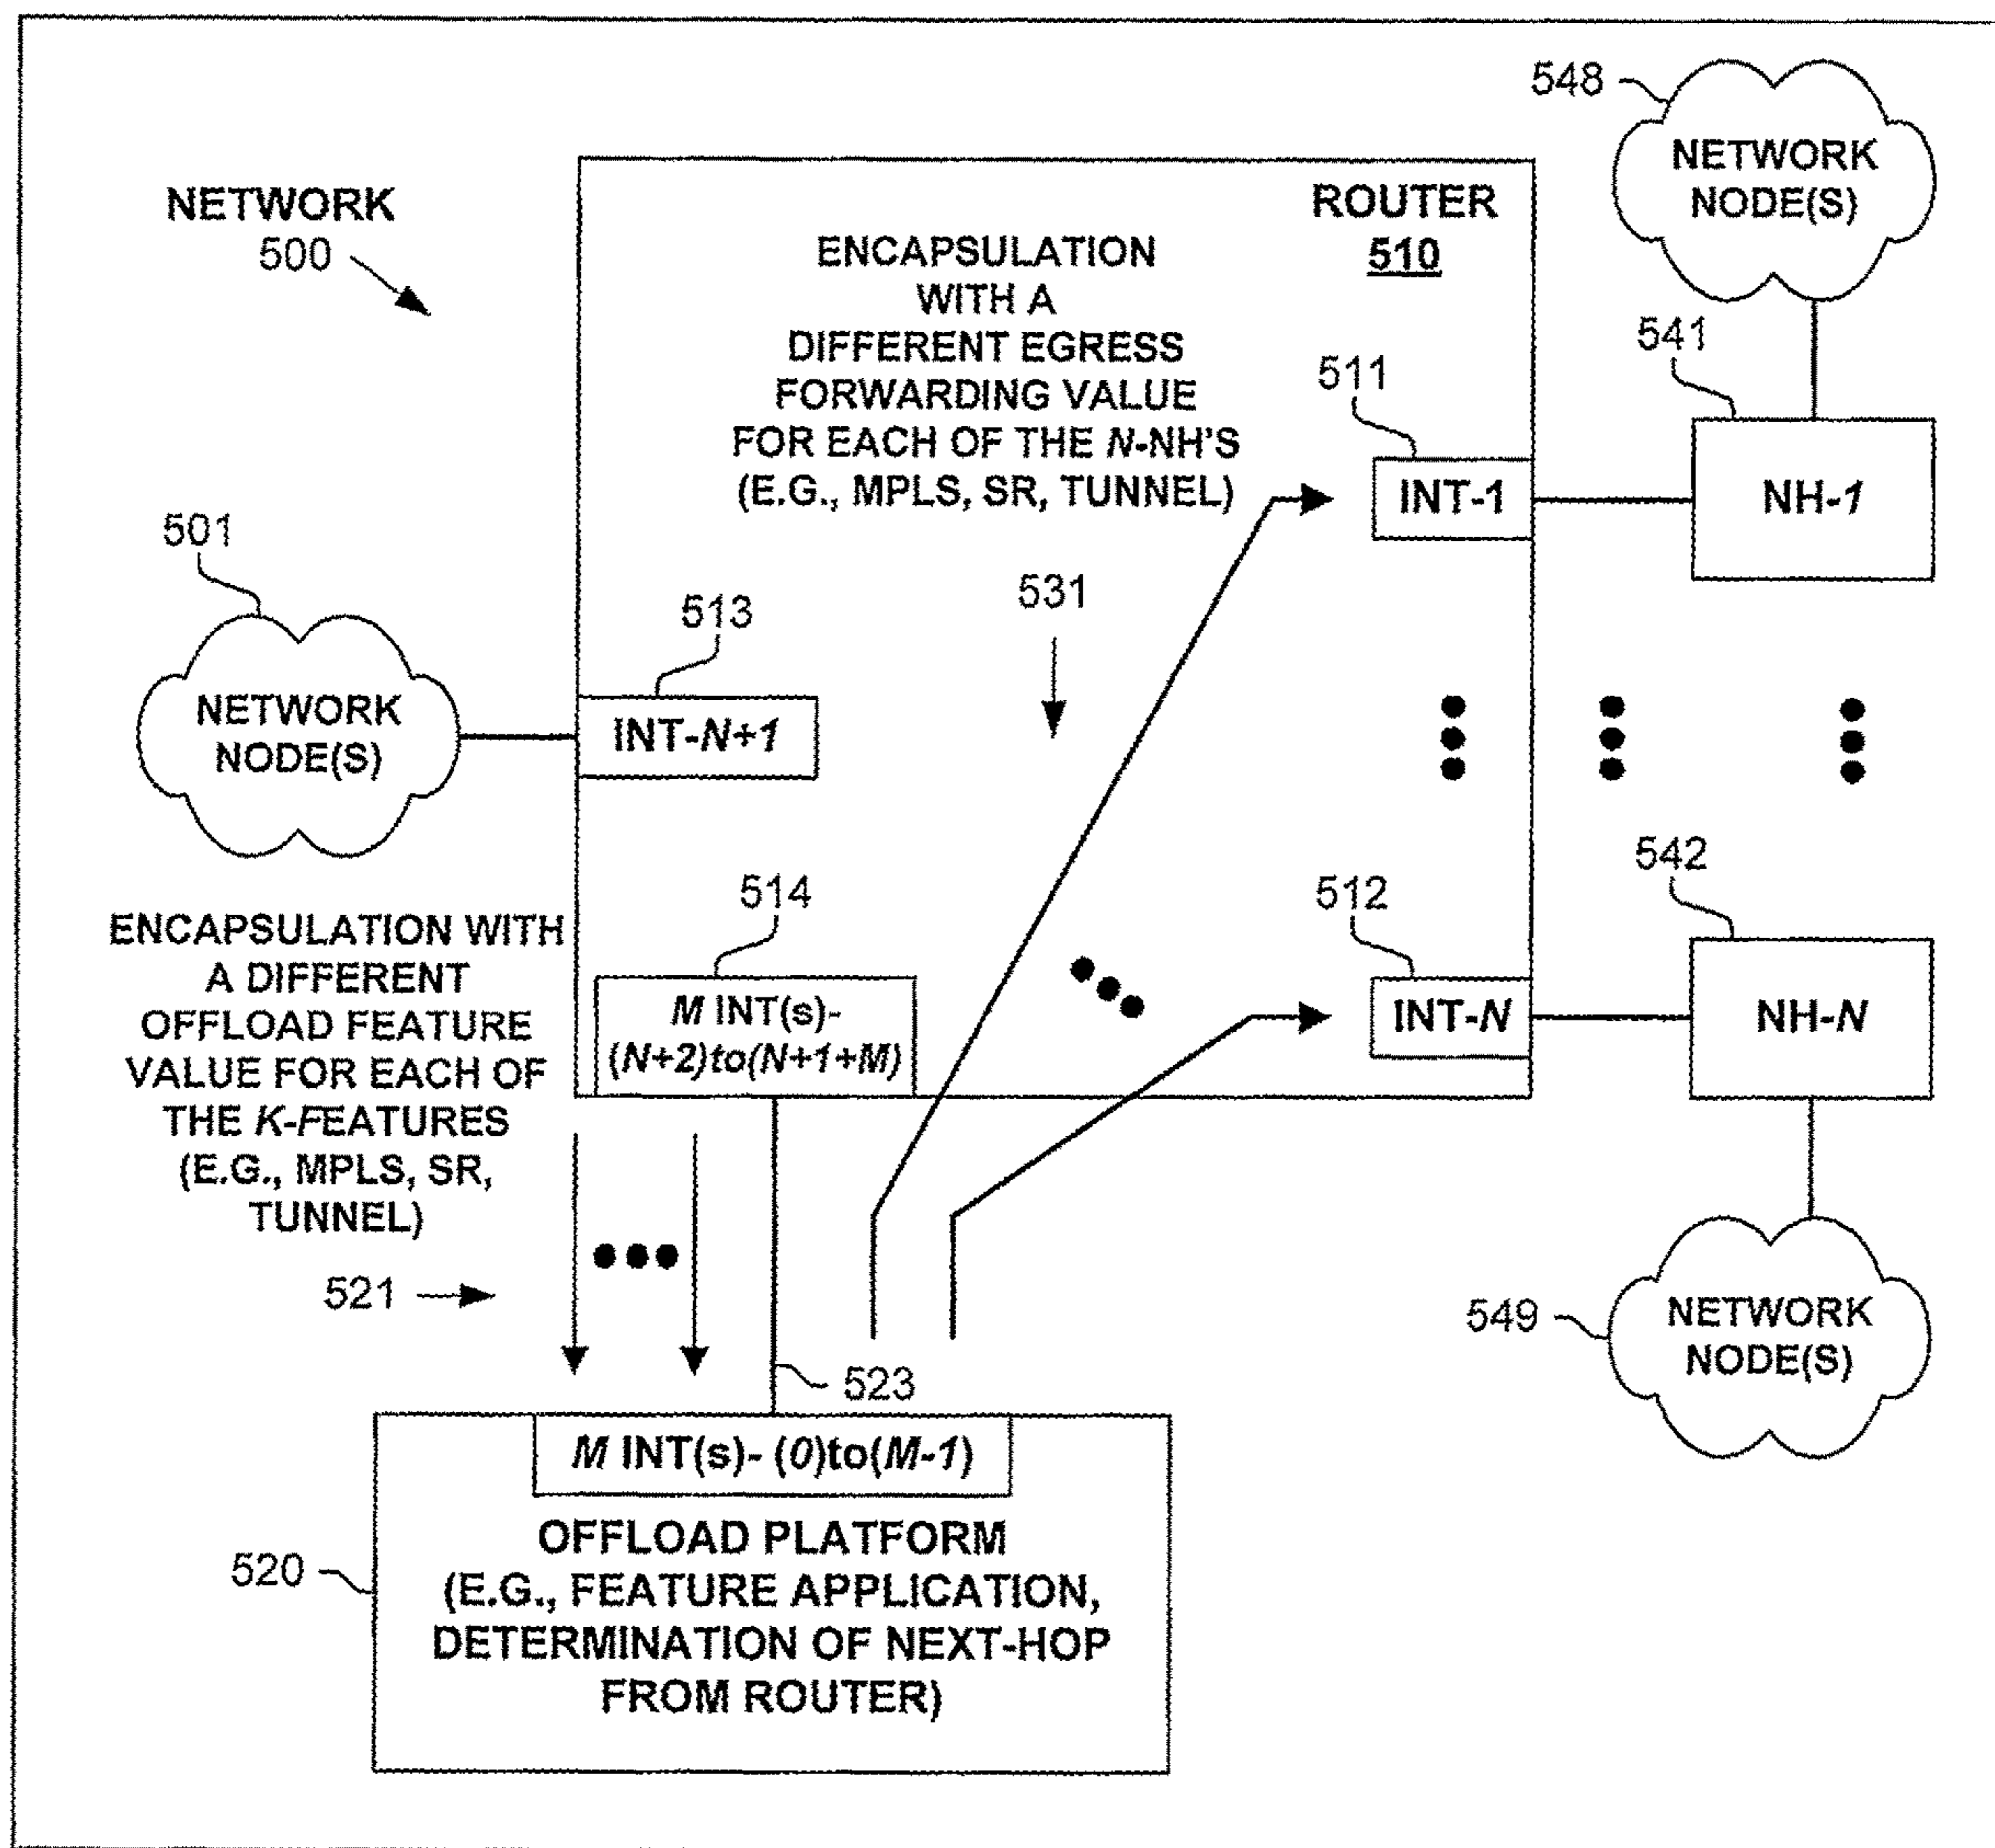 NETWORK
500
ROUTER
510
ENCAPSULATION
WITH A
DIFFERENT EGRESS
FORWARDING VALUE
FOR EACH OF THE N-NH'S
(E.G., MPLS, SR, TUNNEL)
548
NETWORK
NODE(S)
541
511
INT-1
NH-1
501
NETWORK
NODE(S)
513
INT-N+1
531
514
M INT(s)-
(N+2)to(N+1+M)
512
INT-N
542
NH-N
ENCAPSULATION WITH
A DIFFERENT
OFFLOAD FEATURE
VALUE FOR EACH OF
THE K-FEATURES
(E.G., MPLS, SR,
TUNNEL)
521
523
549
NETWORK
NODE(S)
M INT(s)- (0)to(M-1)
520
OFFLOAD PLATFORM
(E.G., FEATURE APPLICATION,
DETERMINATION OF NEXT-HOP
FROM ROUTER)